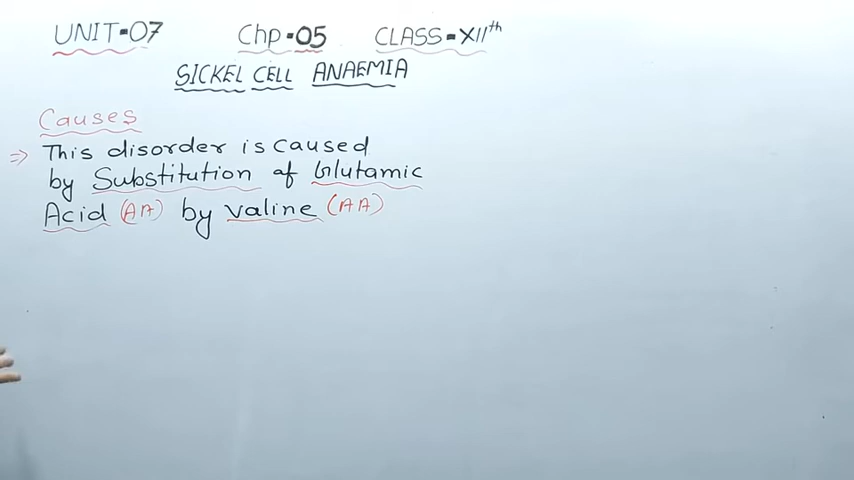 UNIT-07 Chp-05 CLASS-XIIth
SICKEL CELL ANAEMIA
Causes
⇒ This disorder is caused
by Substitution of Glutamic
Acid (AA) by valine (AA)